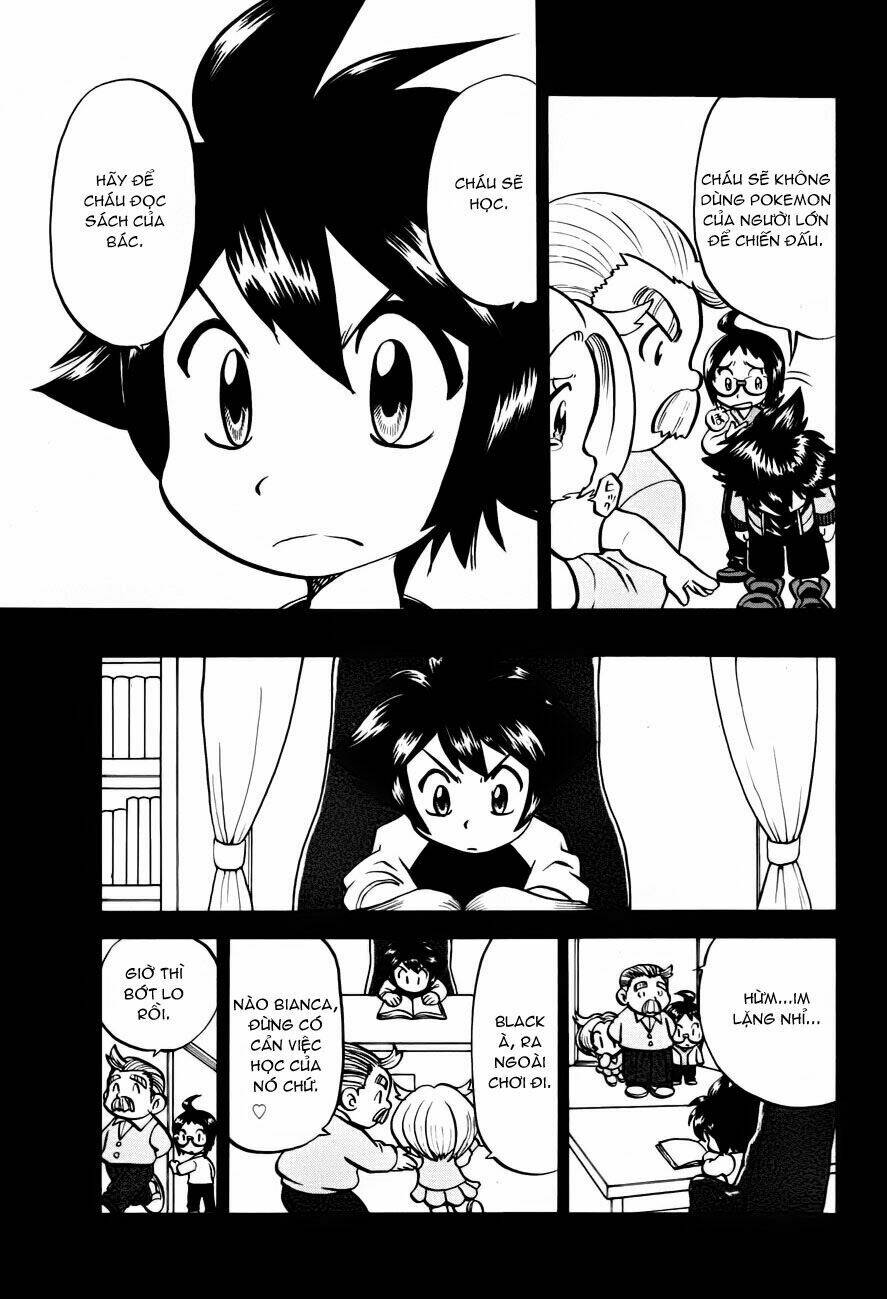 CHÁU SẼ KHÔNG
DÙNG POKEMON
CỦA NGƯỜI LỚN
ĐỂ CHIẾN ĐẤU.
CHÁU SẼ
HỌC.
HÃY ĐỂ
CHÁU ĐỌC
SÁCH CỦA
BÁC.
HỪM...IM
LẶNG NHỈ...
BLACK
À, RA
NGOÀI
CHƠI ĐI.
NÀO BIANCA,
ĐỪNG CÓ
CẢN VIỆC
HỌC CỦA
NÓ CHỨ.
♡
GIỜ THÌ
BỚT LO
RỒI.